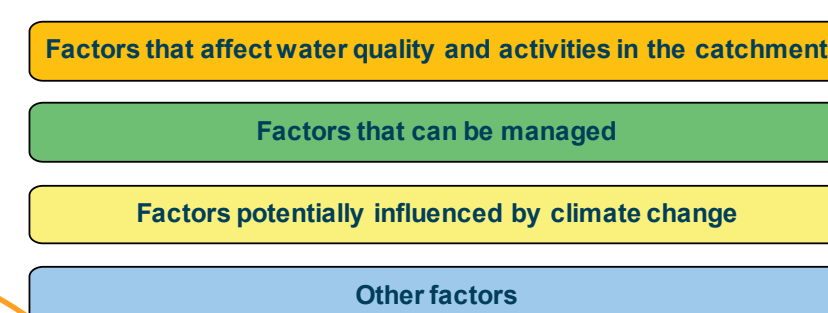 Factors that affect water quality and activities in the catchment
Factors that can be managed
Factors potentially influenced by climate change
Other factors